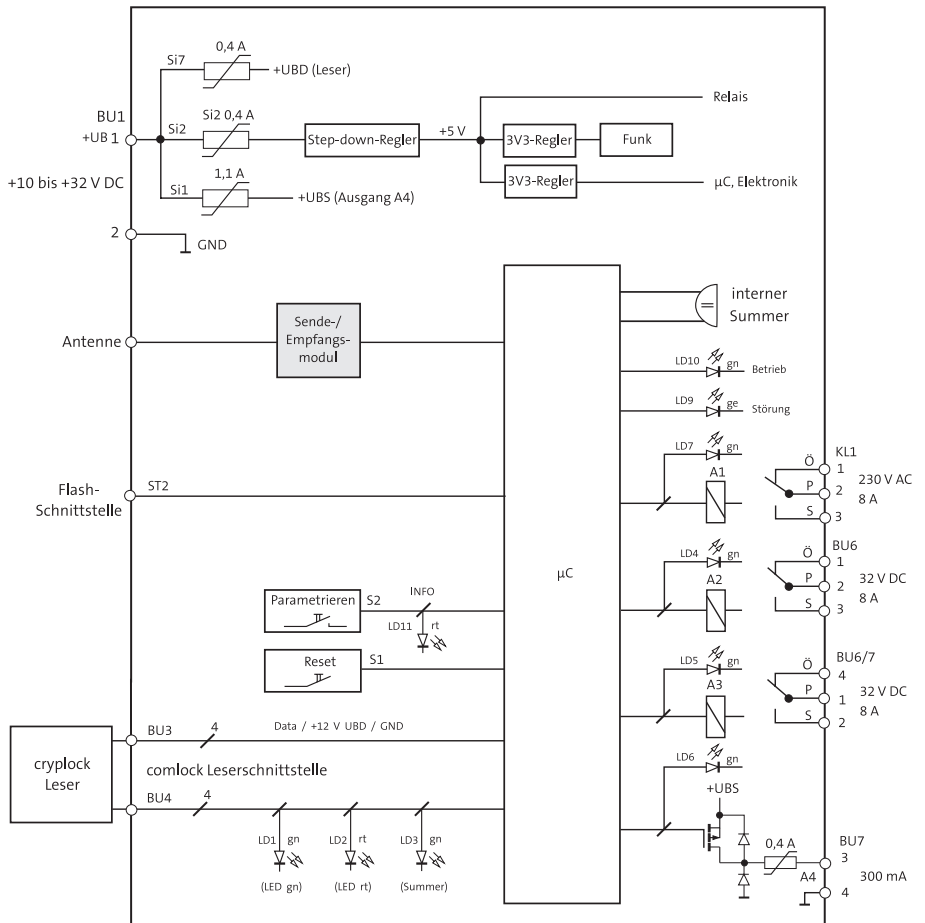 0,4 A
Si7
+UBD (Leser)
Relais
BU1
Si2
Si2 0,4 A
+UB 1
Step-down-Regler
+5 V
3V3-Regler
Funk
+10 bis +32 V DC
1,1 A
Si1
+UBS (Ausgang A4)
3V3-Regler
µC, Elektronik
2
GND
interner
Summer
Antenne
Sende-/
Empfangs-
modul
LD10
gn
Betrieb
LD9
ge
Störung
LD7
gn
A1
KL1
Ö
1
P
2
S
3
230 V AC
8 A
Flash-
Schnittstelle
ST2
µC
LD4
gn
A2
BU6
Ö
1
P
2
S
3
32 V DC
8 A
Parametrieren
S2
INFO
LD11
rt
Reset
S1
LD5
gn
A3
BU6/7
Ö
4
P
1
S
2
32 V DC
8 A
cryplock
Leser
BU3
4
Data / +12 V UBD / GND
comlock Leserschnittstelle
BU4
4
LD1
gn
(LED gn)
LD2
rt
(LED rt)
LD3
gn
(Summer)
LD6
gn
+UBS
0,4 A
BU7
3
A4
4
300 mA